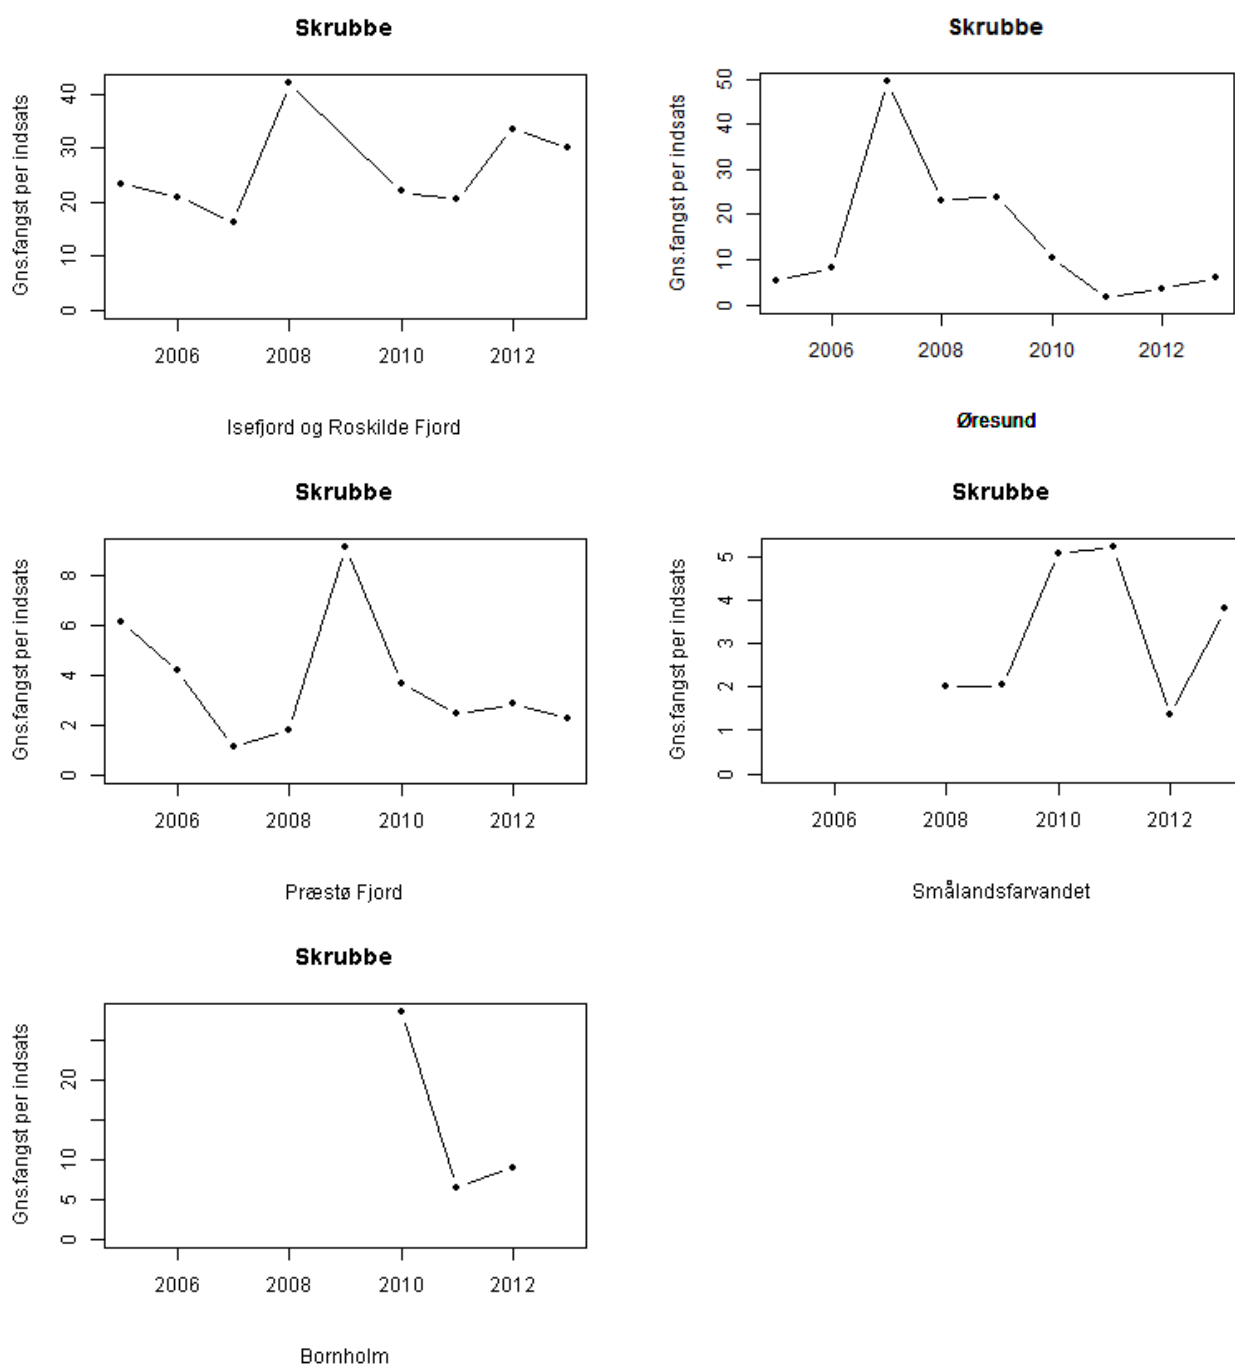 Skrubbe
Gns.fangst per indsats
40
30
20
10
0
2006 2008 2010 2012
Isefjord og Roskilde Fjord
Skrubbe
Gns.fangst per indsats
50
40
30
20
10
0
2006 2008 2010 2012
Øresund
Skrubbe
Gns.fangst per indsats
8
6
4
2
0
2006 2008 2010 2012
Præstø Fjord
Skrubbe
Gns.fangst per indsats
5
4
3
2
1
0
2006 2008 2010 2012
Smålandsfarvandet
Skrubbe
Gns.fangst per indsats
20
10
5
0
2006 2008 2010 2012
Bornholm